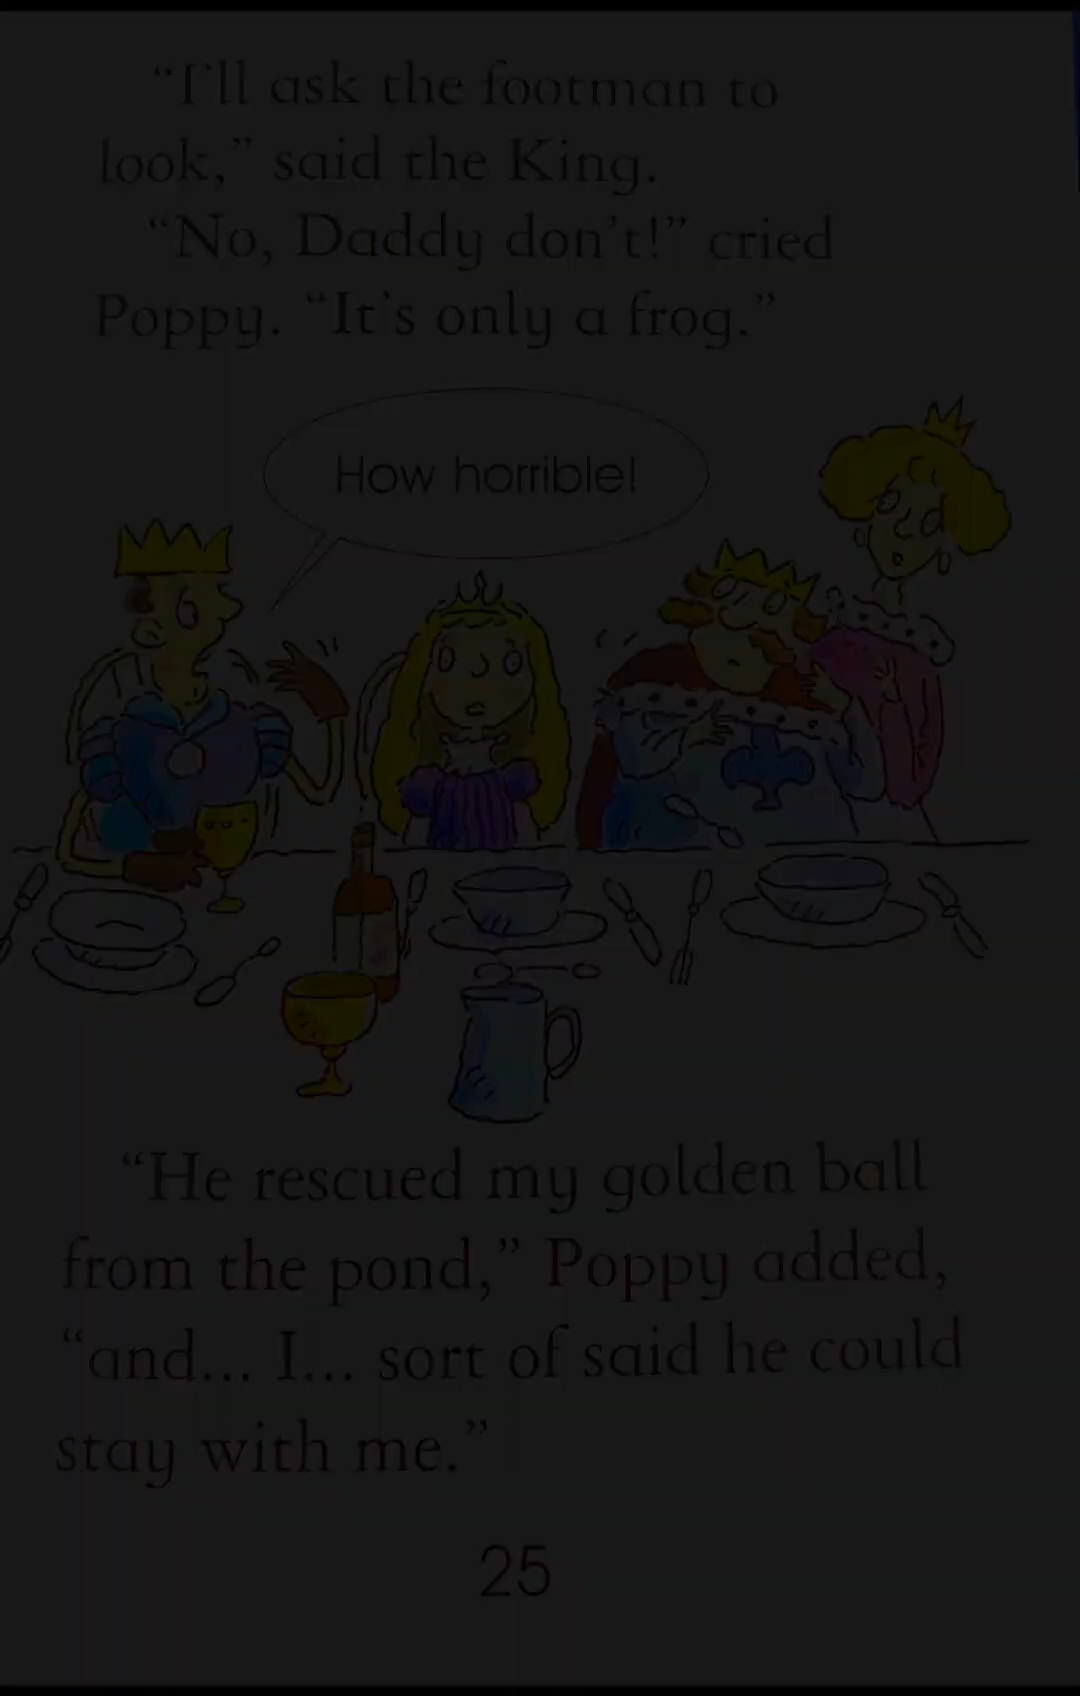 “I'll ask the footman to
look,” said the King.
“No, Daddy don't!” cried
Poppy. “It's only a frog.”
How horrible!
“He rescued my golden ball
from the pond,” Poppy added,
“and... I... sort of said he could
stay with me.”
25